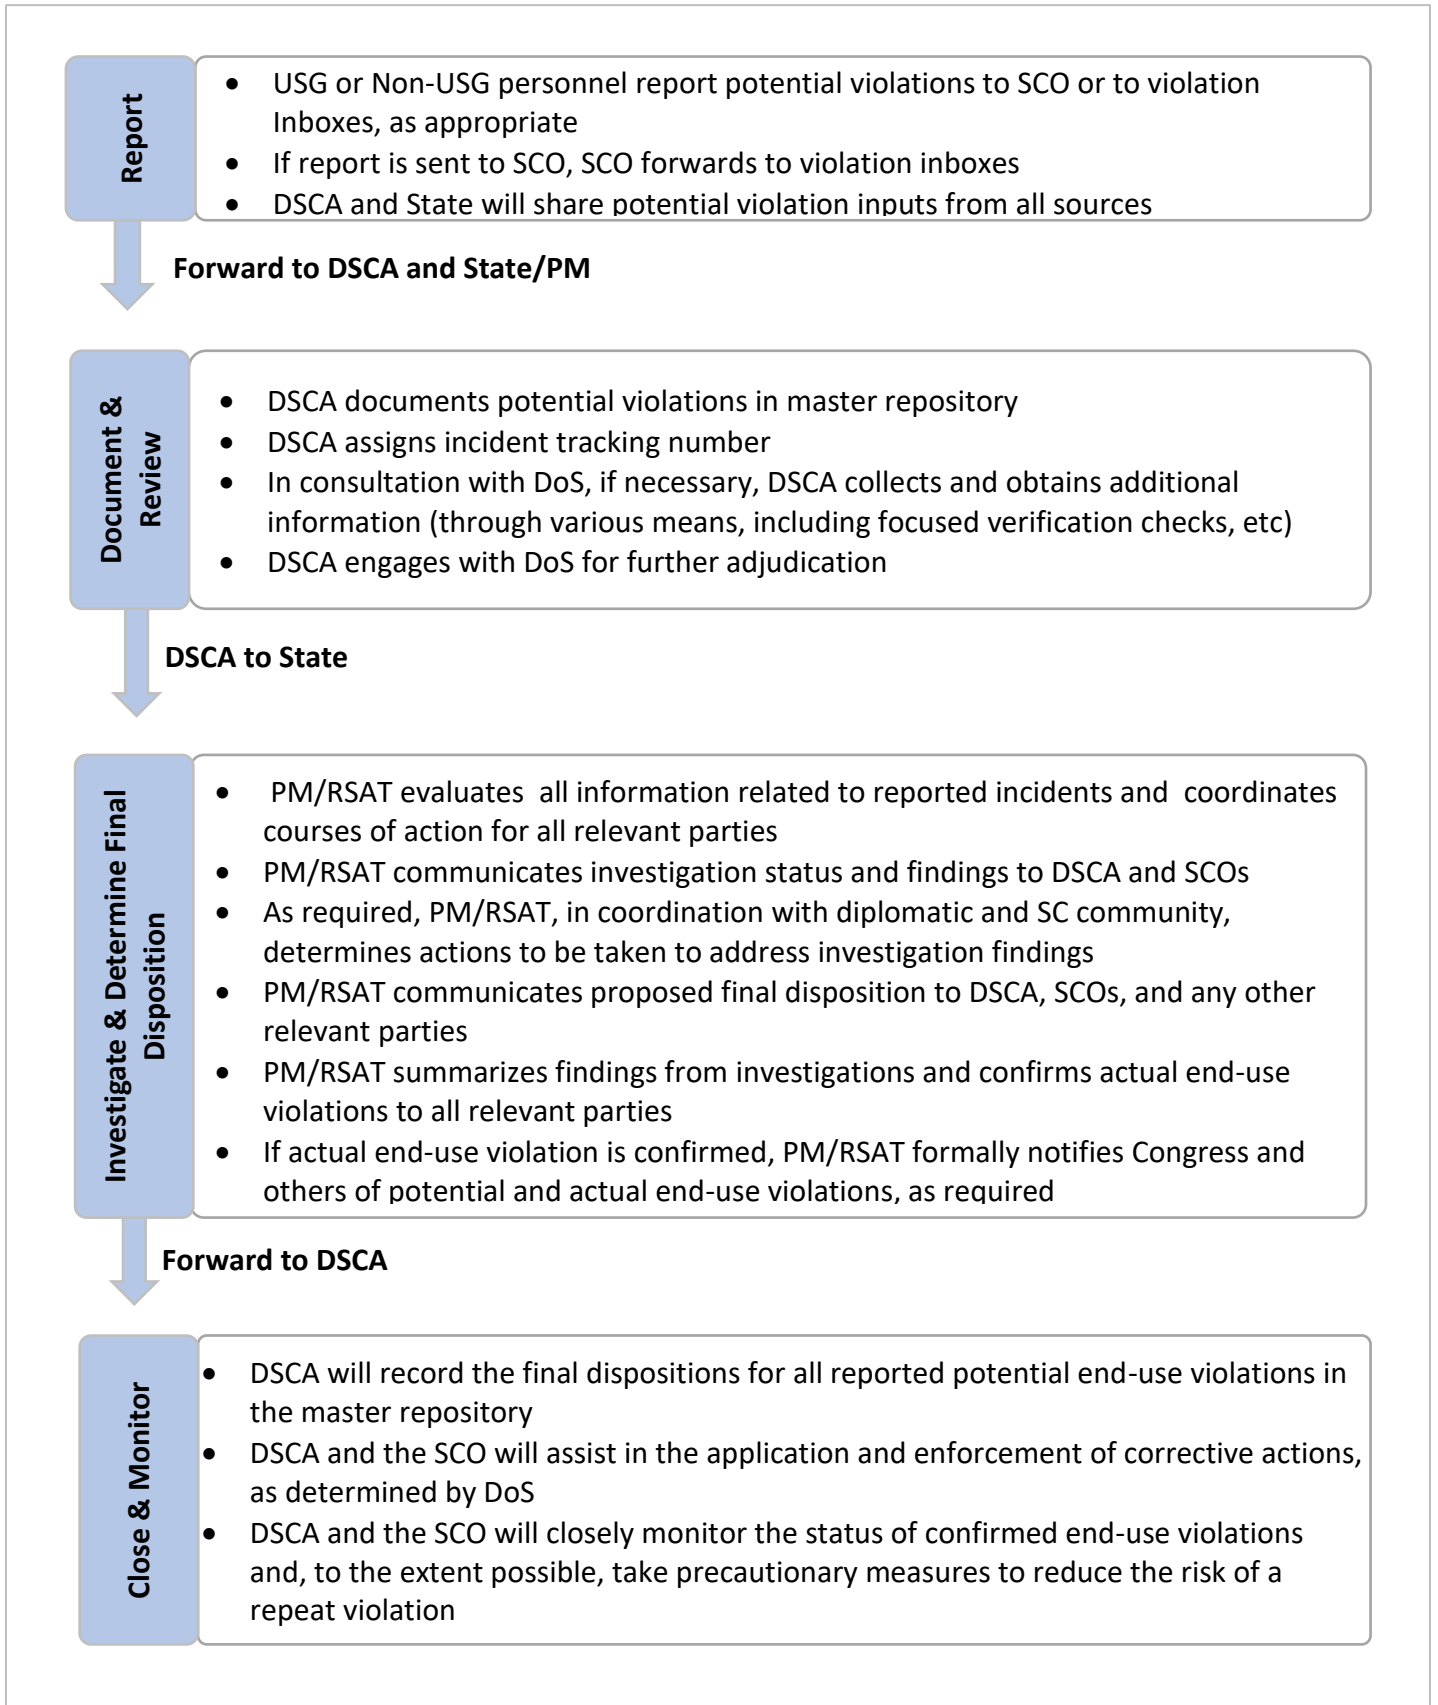 Report
• USG or Non-USG personnel report potential violations to SCO or to violation
Inboxes, as appropriate
• If report is sent to SCO, SCO forwards to violation inboxes
• DSCA and State will share potential violation inputs from all sources
Forward to DSCA and State/PM
Document &
Review
• DSCA documents potential violations in master repository
• DSCA assigns incident tracking number
• In consultation with DoS, if necessary, DSCA collects and obtains additional
information (through various means, including focused verification checks, etc)
• DSCA engages with DoS for further adjudication
DSCA to State
Investigate & Determine Final
Disposition
• PM/RSAT evaluates all information related to reported incidents and coordinates
courses of action for all relevant parties
• PM/RSAT communicates investigation status and findings to DSCA and SCOs
• As required, PM/RSAT, in coordination with diplomatic and SC community,
determines actions to be taken to address investigation findings
• PM/RSAT communicates proposed final disposition to DSCA, SCOs, and any other
relevant parties
• PM/RSAT summarizes findings from investigations and confirms actual end-use
violations to all relevant parties
• If actual end-use violation is confirmed, PM/RSAT formally notifies Congress and
others of potential and actual end-use violations, as required
Forward to DSCA
Close & Monitor
• DSCA will record the final dispositions for all reported potential end-use violations in
the master repository
• DSCA and the SCO will assist in the application and enforcement of corrective actions,
as determined by DoS
• DSCA and the SCO will closely monitor the status of confirmed end-use violations
and, to the extent possible, take precautionary measures to reduce the risk of a
repeat violation